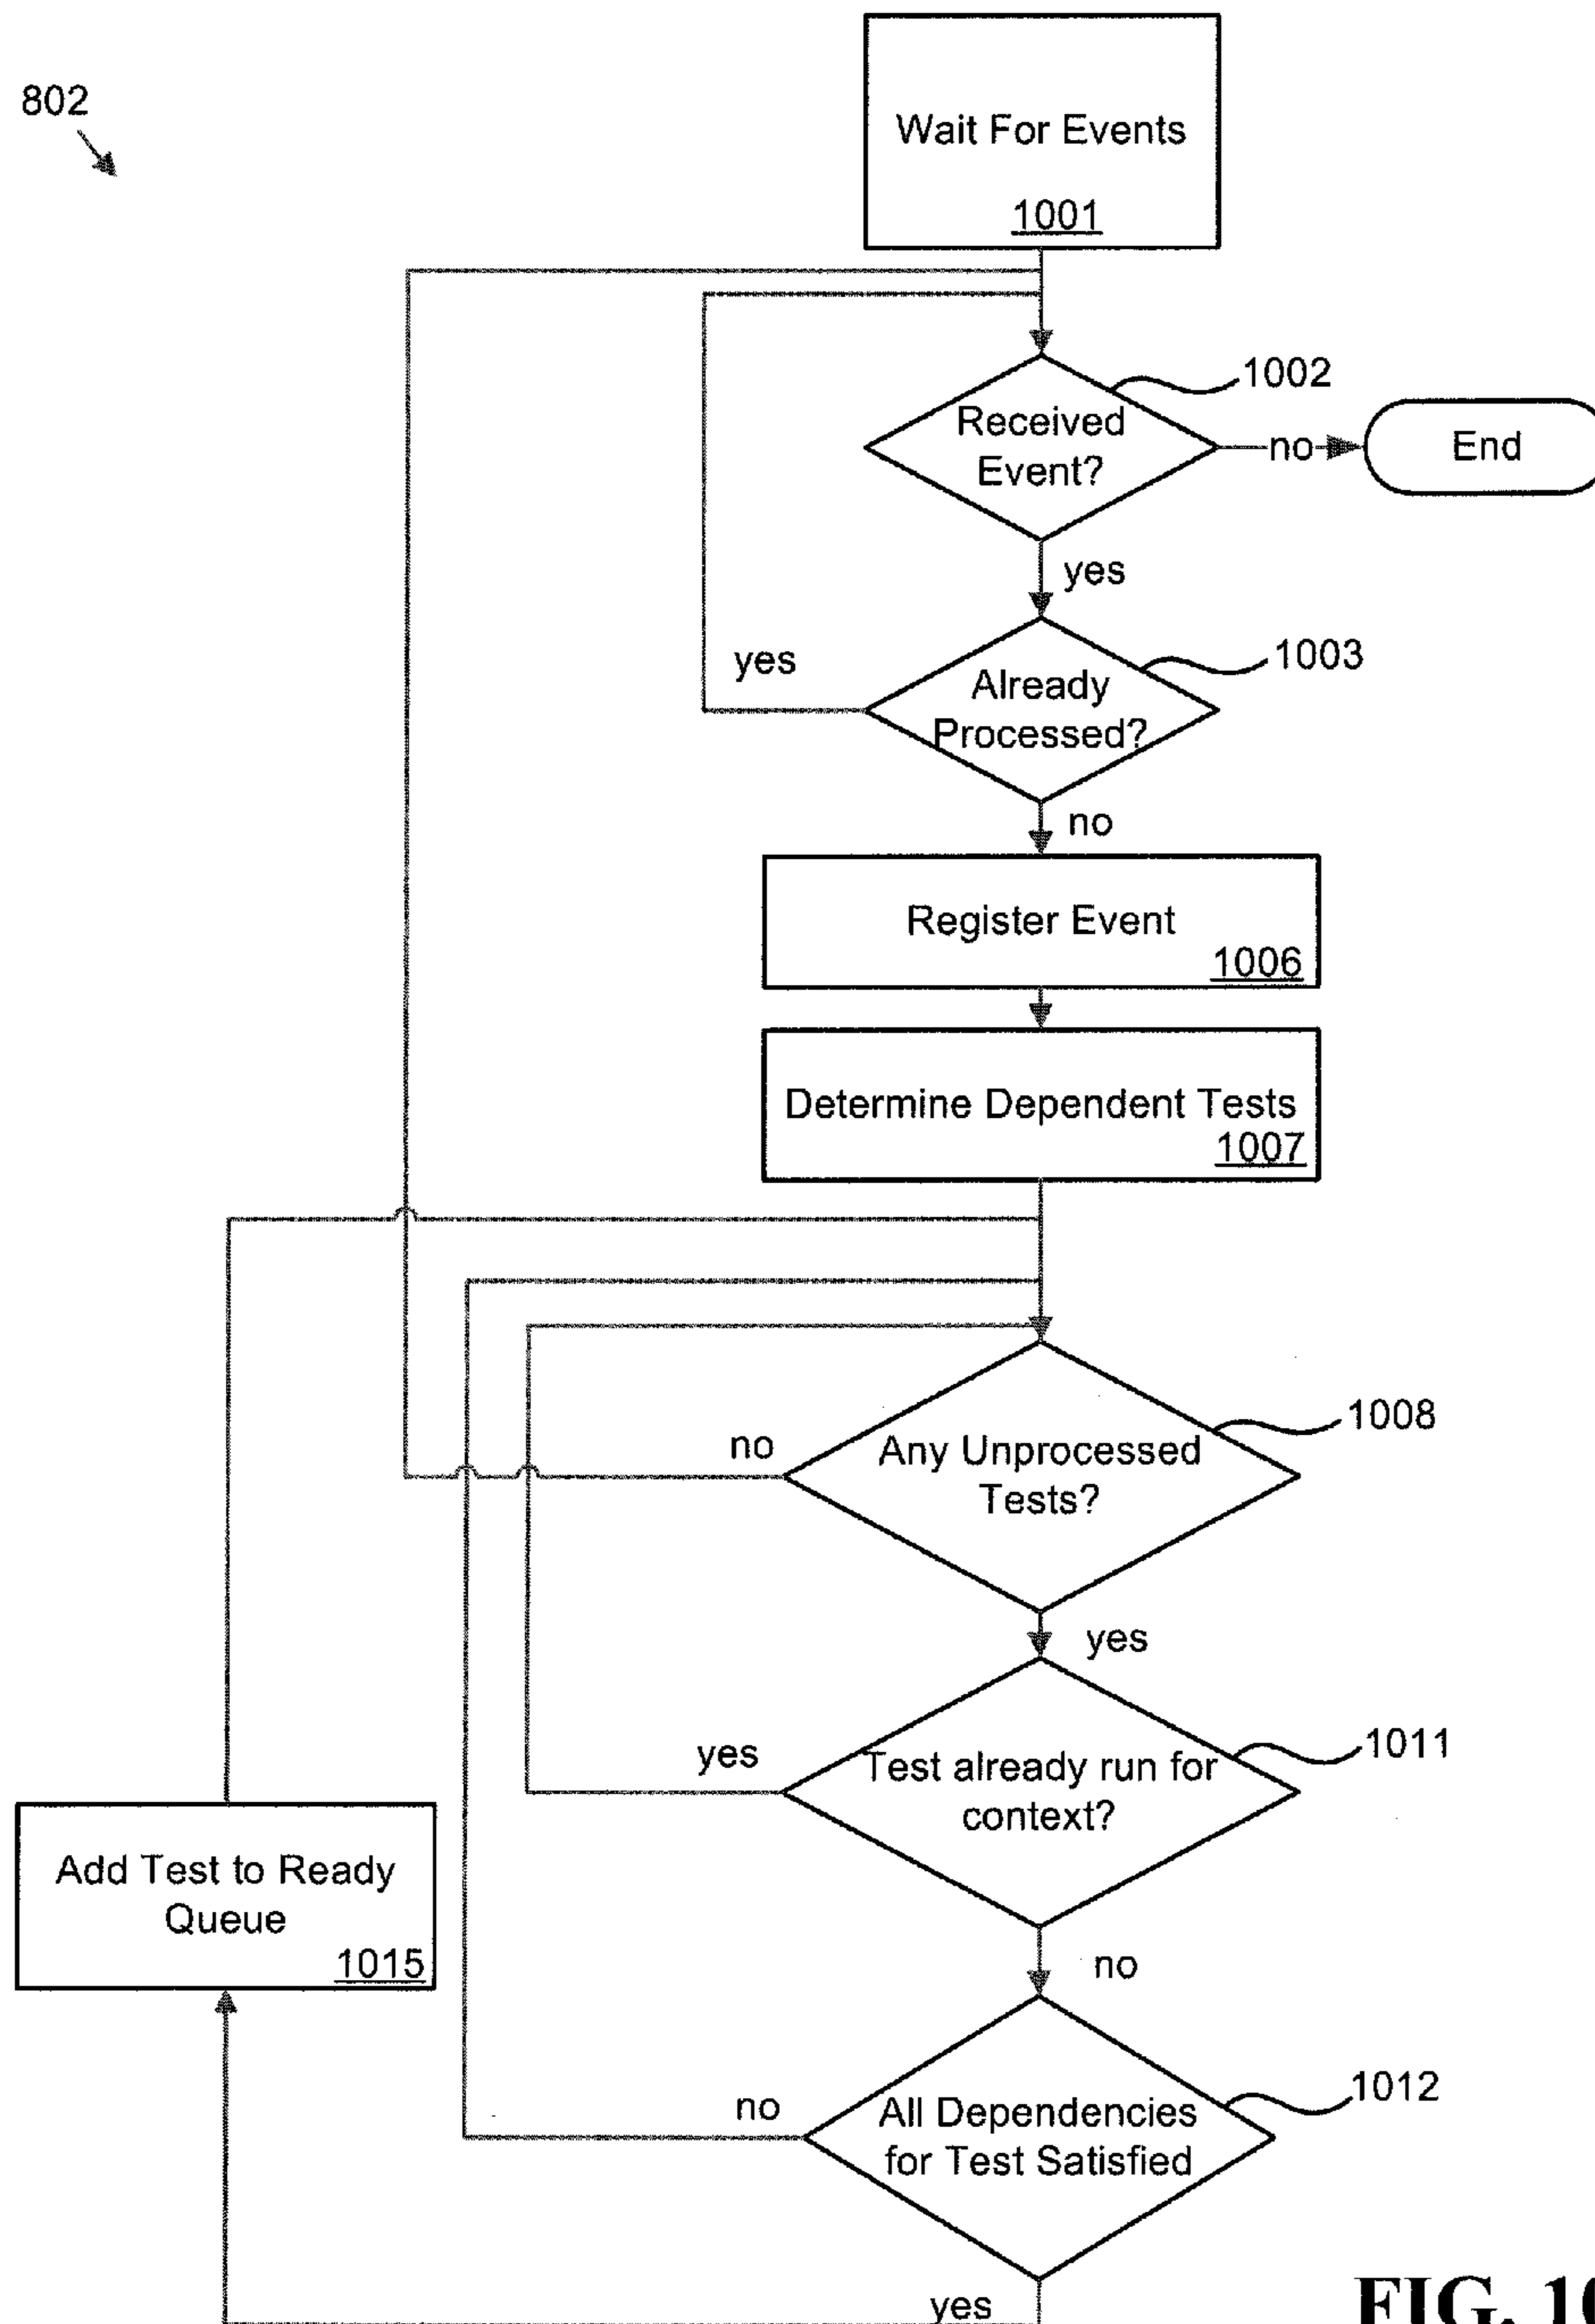 802
Wait For Events
1001
1002
Received
Event?
no
End
yes
1003
yes
Already
Processed?
no
Register Event
1006
Determine Dependent Tests
1007
1008
no
Any Unprocessed
Tests?
yes
1011
yes
Test already run for
context?
Add Test to Ready
Queue
1015
no
1012
no
All Dependencies
for Test Satisfied
yes
FIG. 10